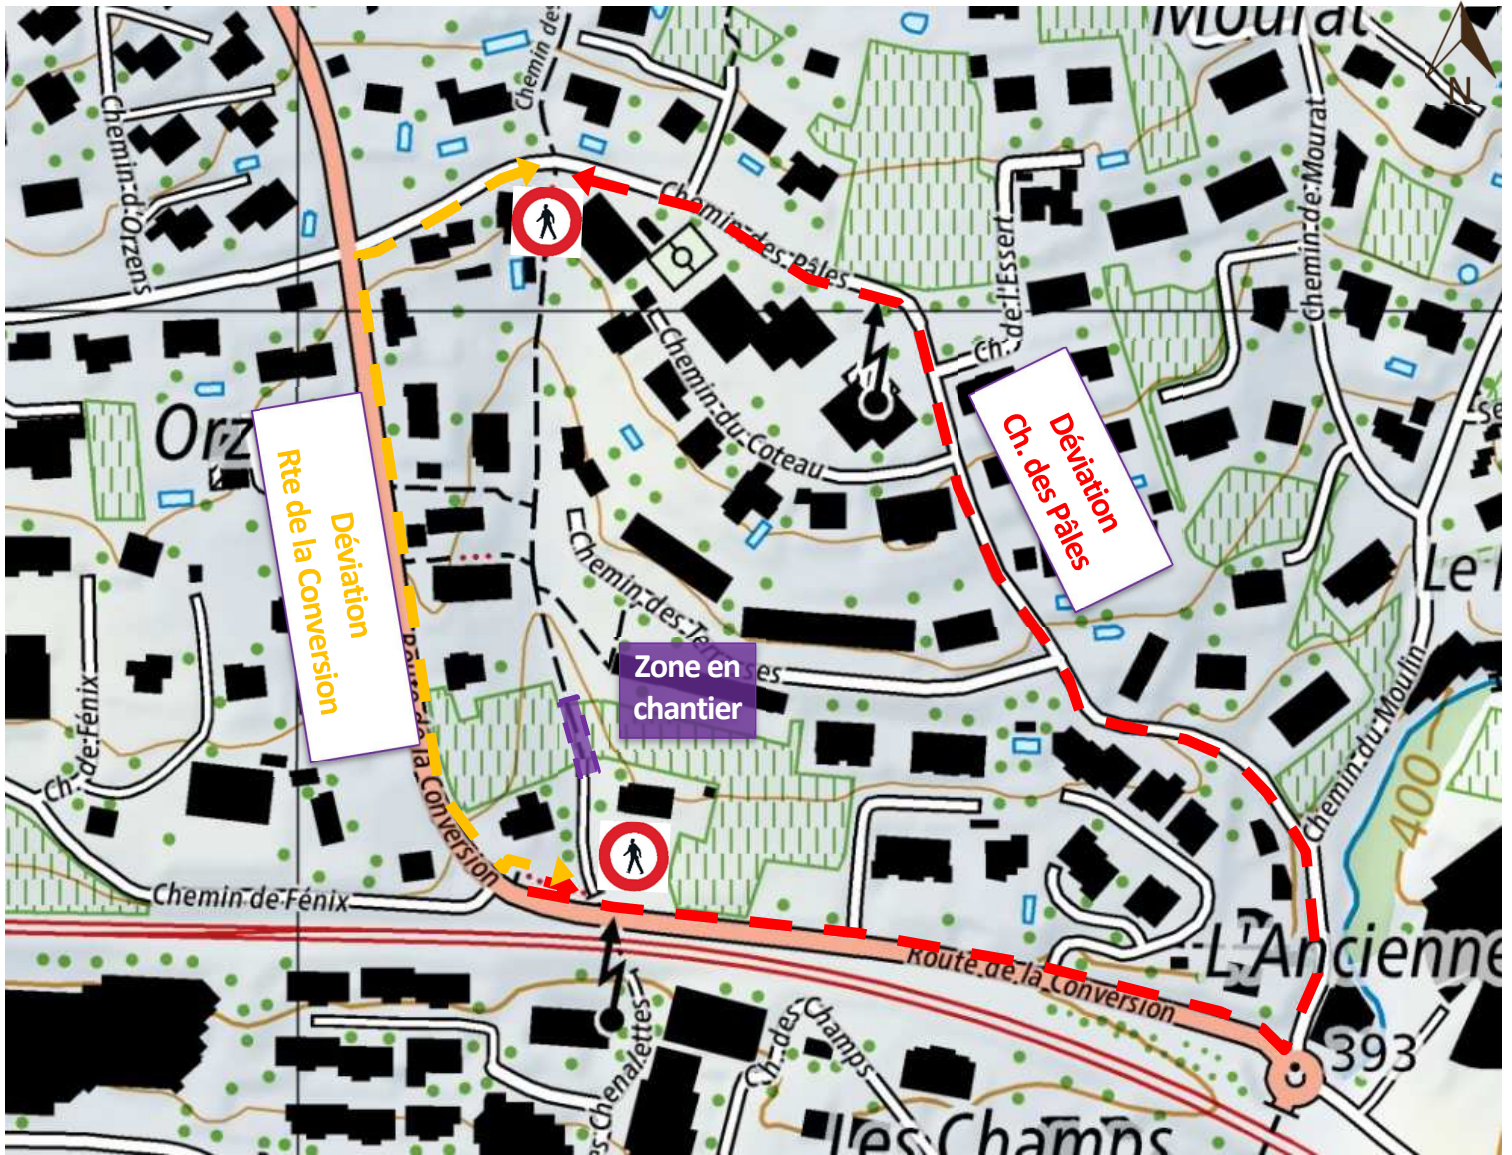 Mourat
N
Chemin des
Chemin d'Orzens
Chemin des Pâles
Chemin de Mourat
Ch. de l'Essert
Orz
Chemin du Coteau
Déviation
Ch. des Pâles
Déviation
Rte de la Conversion
Chemin des Terrasses
Le
Zone en
chantier
Ch. de Fénix
Route de la Conversion
Chemin du Moulin
400
Chemin de Fénix
L'Ancienne
Route de la Conversion
393
Ch. des Champs
es Chenalettes
Les Champs